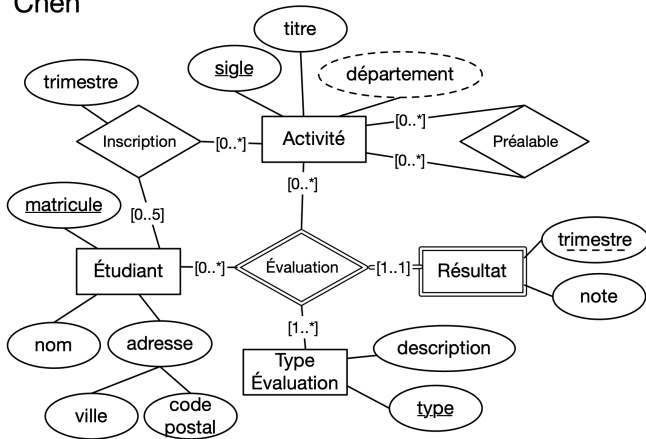 Chen
titre
sigle
département
trimestre
Inscription
[0..*]
Activité
[0..*]
[0..*]
Préalable
[0..*]
matricule
[0..5]
Étudiant
[0..*]
Évaluation
[1..1]
Résultat
trimestre
note
nom
adresse
[1..*]
Type
Évaluation
description
type
ville
code
postal